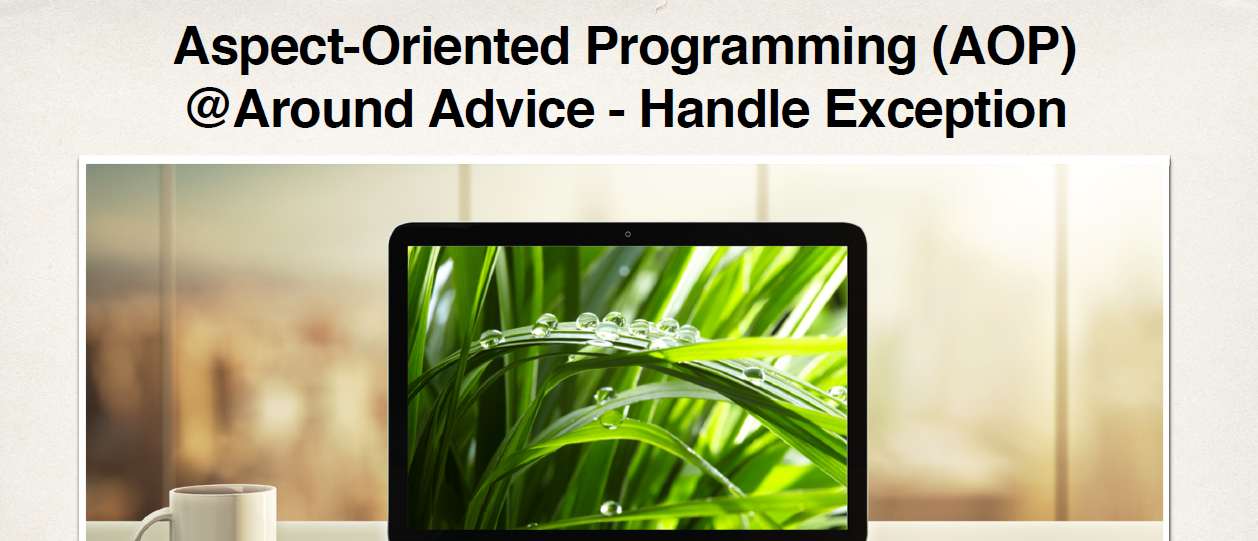 Aspect-Oriented Programming (AOP)
@Around Advice - Handle Exception